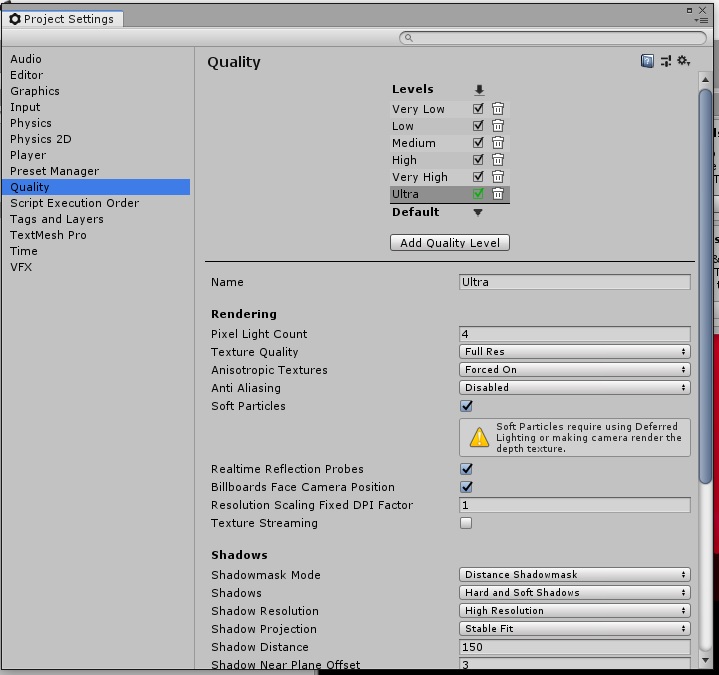 Project Settings
Audio
Editor
Graphics
Input
Physics
Physics 2D
Player
Preset Manager
Quality
Script Execution Order
Tags and Layers
TextMesh Pro
Time
VFX
Quality
Levels
Very Low
Low
Medium
High
Very High
Ultra
Default
Add Quality Level
Name Ultra
Rendering
Pixel Light Count 4
Texture Quality Full Res
Anisotropic Textures Forced On
Anti Aliasing Disabled
Soft Particles
Soft Particles require using Deferred
Lighting or making camera render the
depth texture.
Realtime Reflection Probes
Billboards Face Camera Position
Resolution Scaling Fixed DPI Factor 1
Texture Streaming
Shadows
Shadowmask Mode Distance Shadowmask
Shadows Hard and Soft Shadows
Shadow Resolution High Resolution
Shadow Projection Stable Fit
Shadow Distance 150
Shadow Near Plane Offset 3